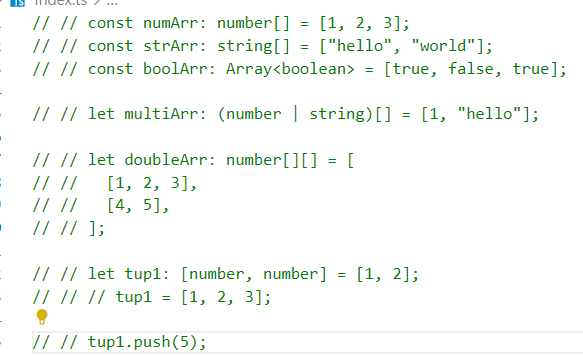 index.ts > ...
// // const numArr: number[] = [1, 2, 3];
// // const strArr: string[] = ["hello", "world"];
// // const boolArr: Array<boolean> = [true, false, true];
// // let multiArr: (number | string)[] = [1, "hello"];
// // let doubleArr: number[][] = [
// //   [1, 2, 3],
// //   [4, 5],
// // ];
// // let tup1: [number, number] = [1, 2];
// // // tup1 = [1, 2, 3];
// // tup1.push(5);